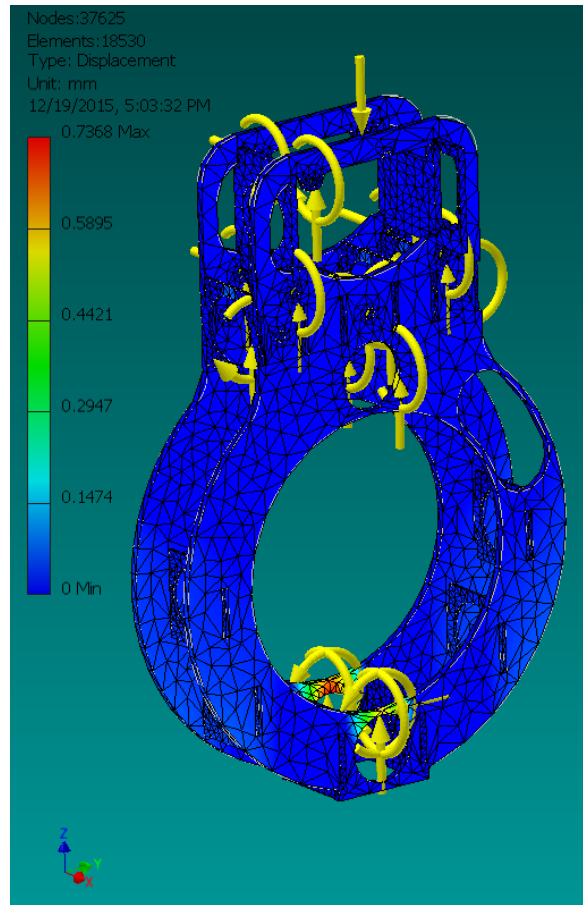 Nodes:37625
Elements:18530
Type: Displacement
Unit: mm
12/19/2015, 5:03:32 PM
0.7368 Max
0.5895
0.4421
0.2947
0.1474
0 Min
Z
Y
X